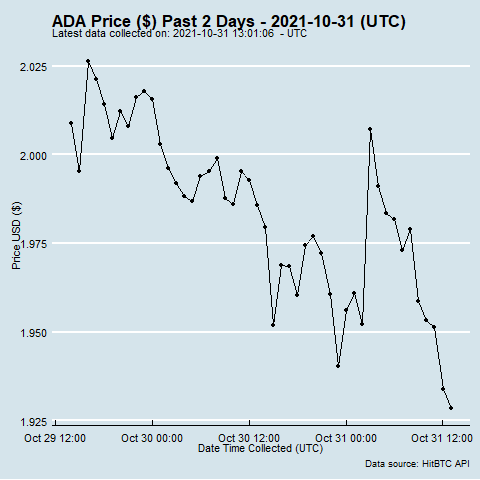 ADA Price ($) Past 2 Days - 2021-10-31 (UTC)
Latest data collected on: 2021-10-31 13:01:06 - UTC
2.025
2.000
1.975
1.950
1.925
Price USD ($)
Oct 29 12:00 Oct 30 00:00 Oct 30 12:00 Oct 31 00:00 Oct 31 12:00
Date Time Collected (UTC)
Data source: HitBTC API